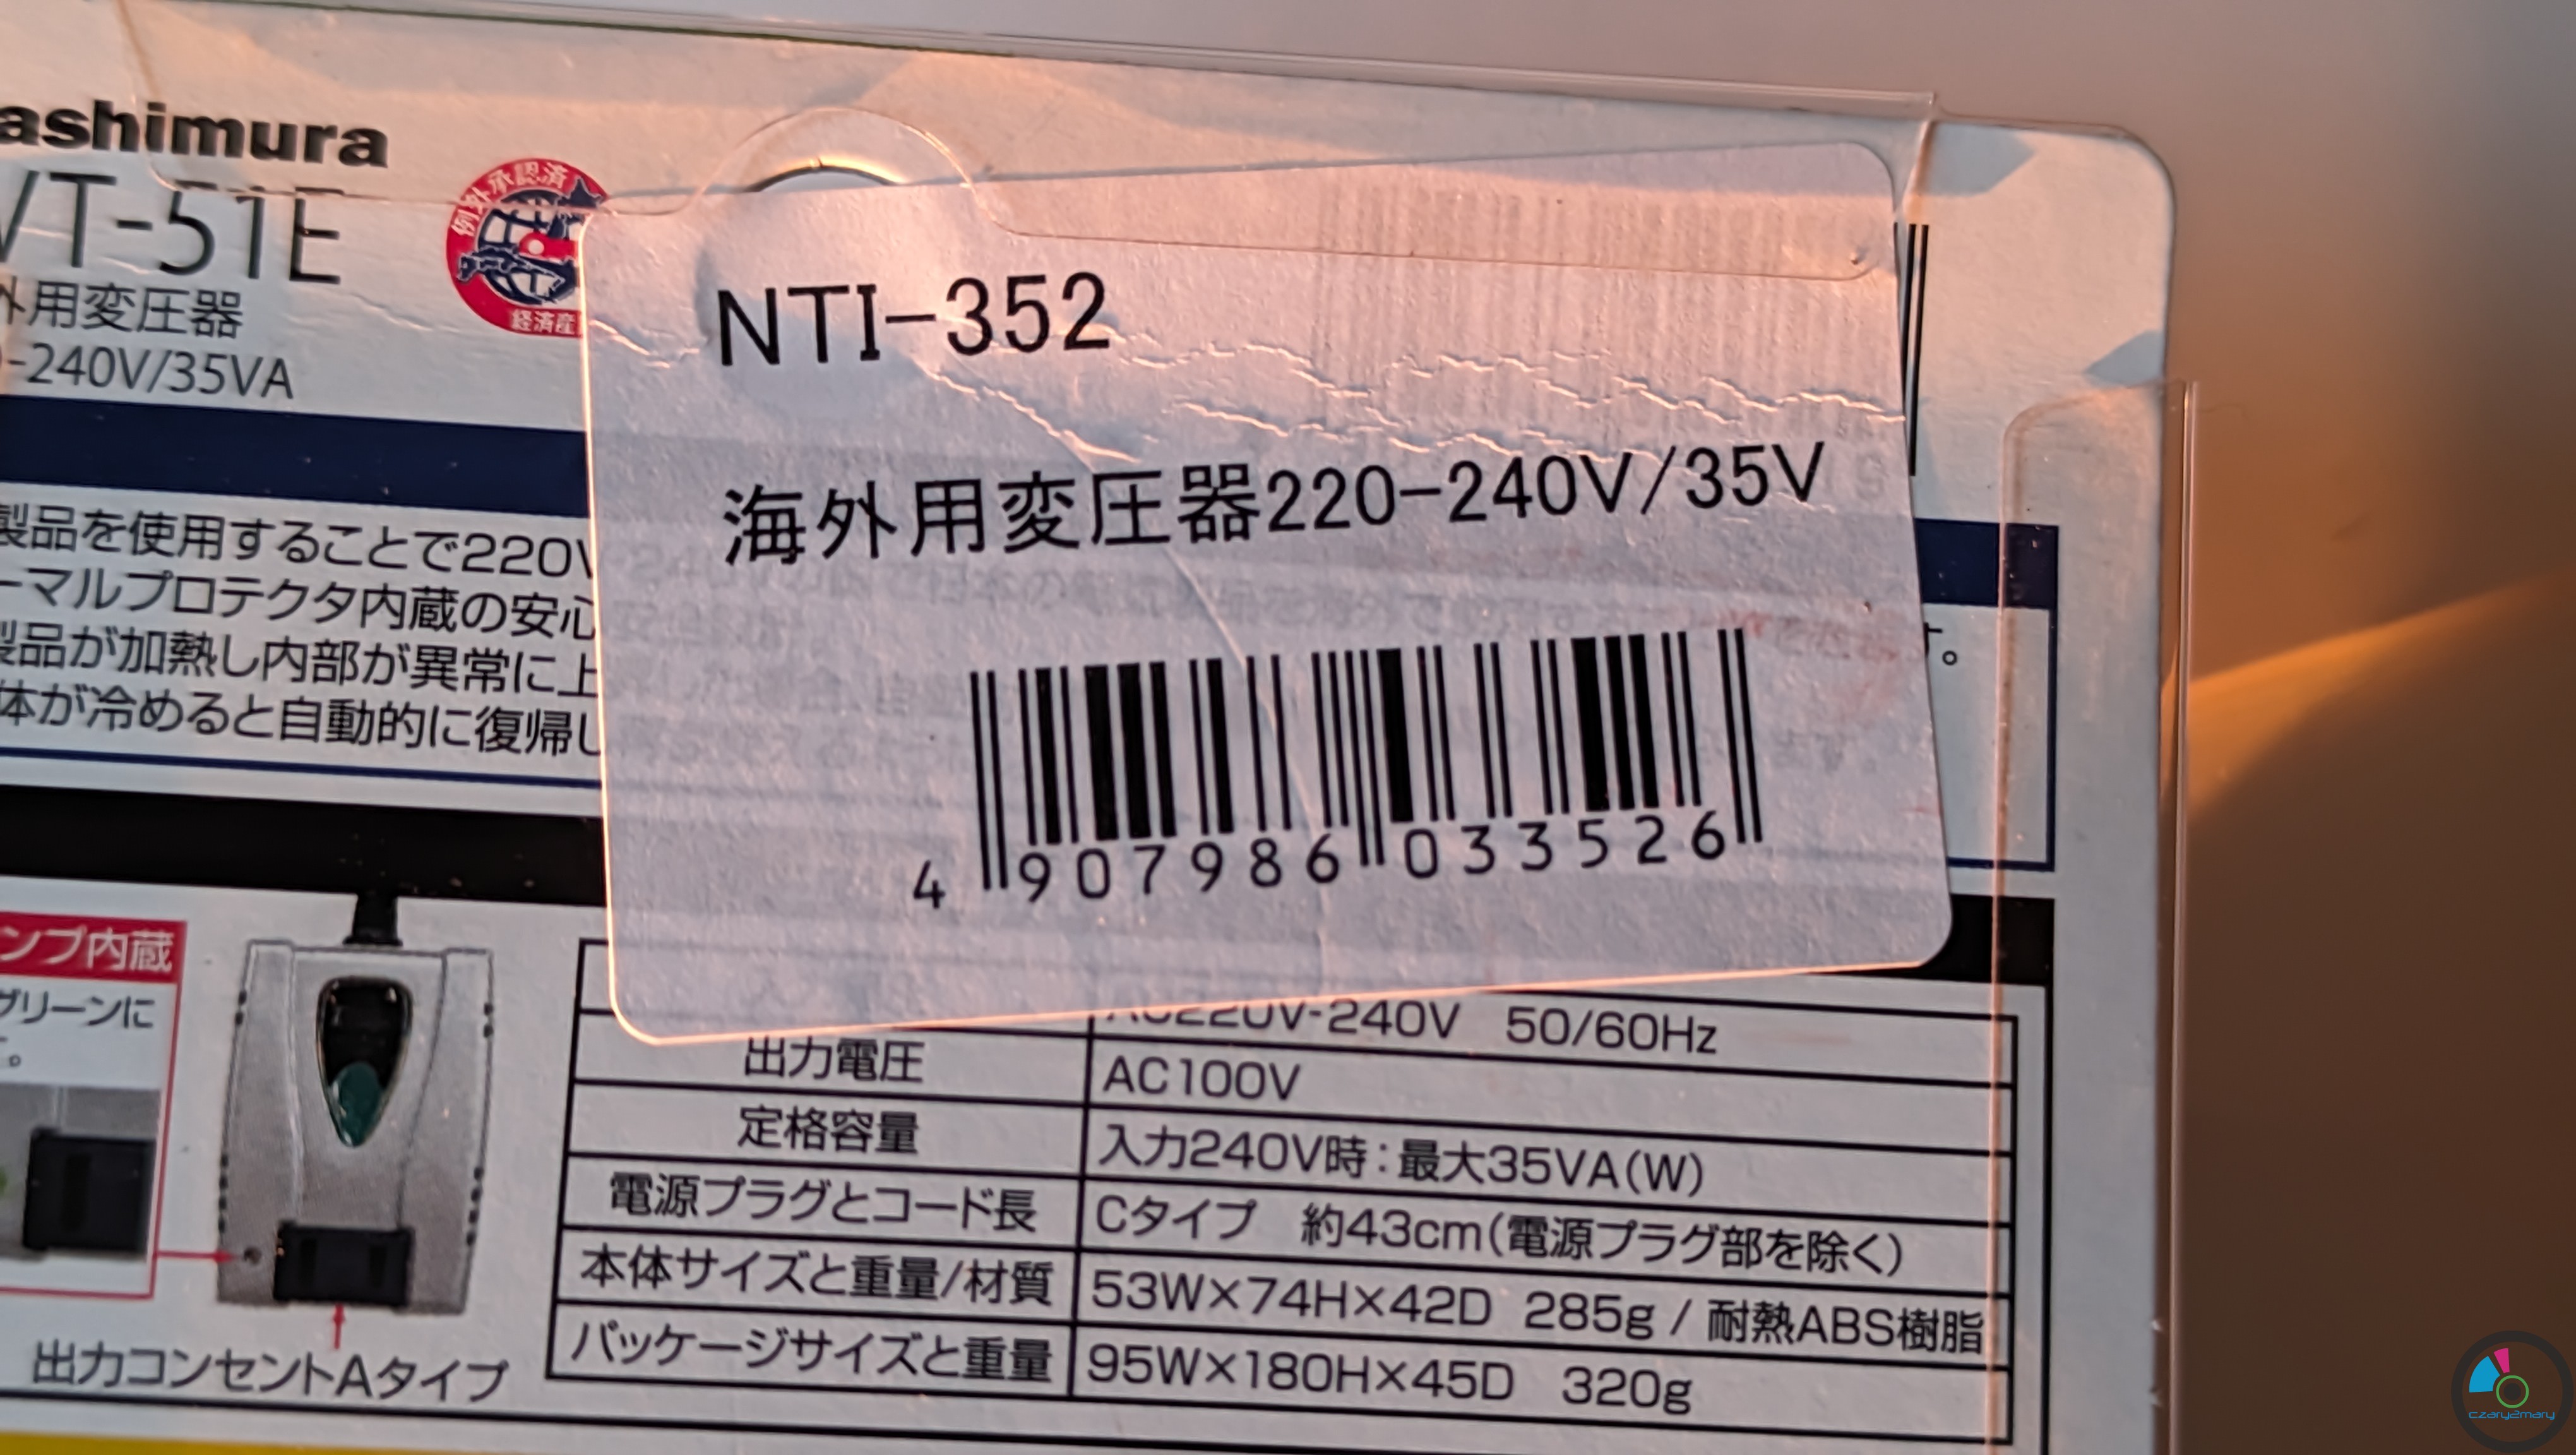 ashimura
VT-51E
例外承認済
経済産
外用変圧器
-240V/35VA
NTI-352
海外用変圧器220-240V/35V
4 907986 033526
製品を使用することで220V
ーマルプロテクタ内蔵の安心
す。
製品が加熱し内部が異常に上
体が冷めると自動的に復帰し
ンプ内蔵
グリーンに
。
出力コンセントAタイプ
AC220V-240V 50/60Hz
出力電圧 AC100V
定格容量 入力240V時:最大35VA(W)
電源プラグとコード長 Cタイプ 約43cm(電源プラグ部を除く)
本体サイズと重量/材質 53W×74H×42D 285g / 耐熱ABS樹脂
パッケージサイズと重量 95W×180H×45D 320g
czary2mary